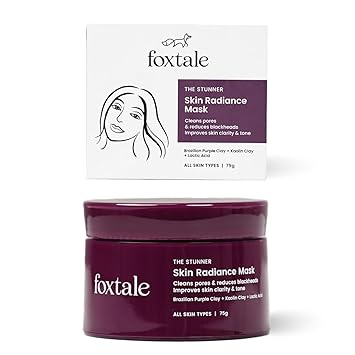 foxtale
THE STUNNER
Skin Radiance
Mask
Cleans pores
& reduces blackheads
Improves skin clarity & tone
Brazilian Purple Clay + Kaolin Clay
+ Lactic Acid
ALL SKIN TYPES | 75g
foxtale
THE STUNNER
Skin Radiance Mask
Cleans pores & reduces blackheads
Improves skin clarity & tone
Brazilian Purple Clay + Kaolin Clay + Lactic Acid
ALL SKIN TYPES | 75g